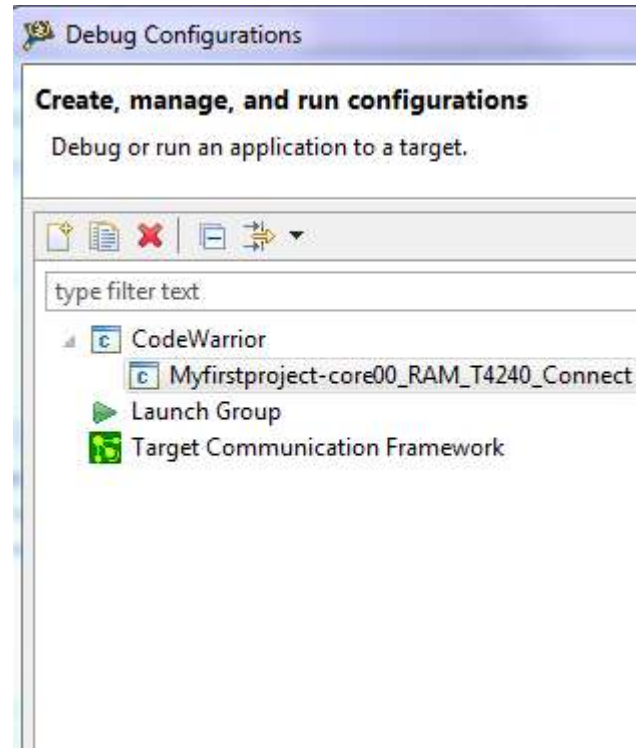 Debug Configurations
Create, manage, and run configurations
Debug or run an application to a target.
type filter text
CodeWarrior
Myfirstproject-core00_RAM_T4240_Connect
Launch Group
Target Communication Framework